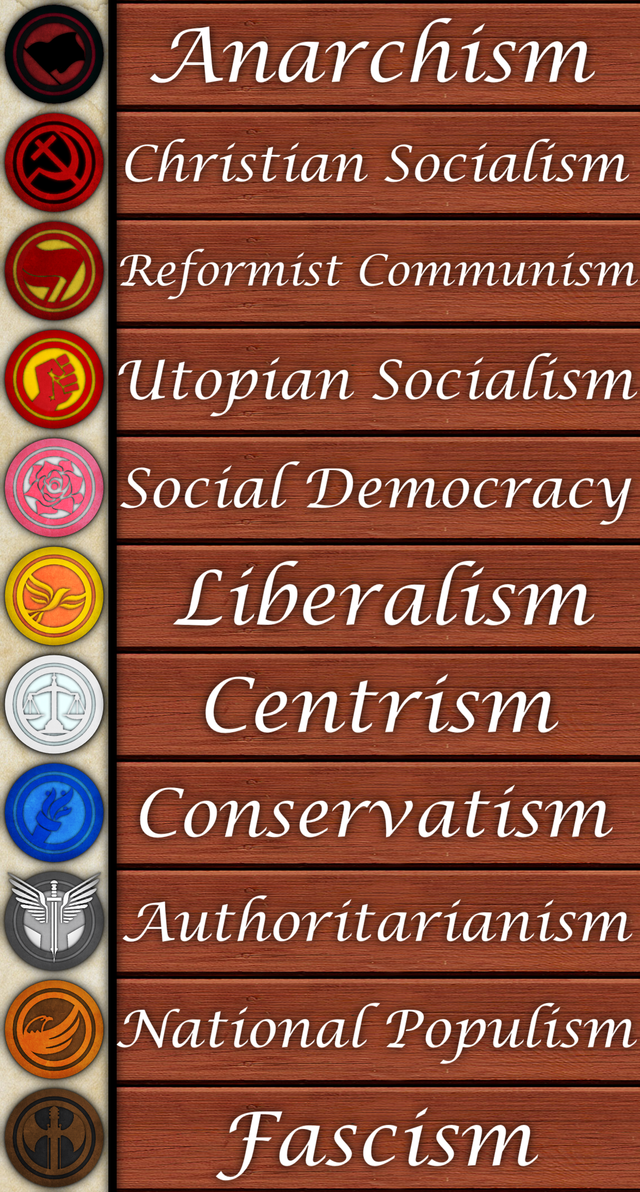 Anarchism
Christian Socialism
Reformist Communism
Utopian Socialism
Social Democracy
Liberalism
Centrism
Conservatism
Authoritarianism
National Populism
Fascism